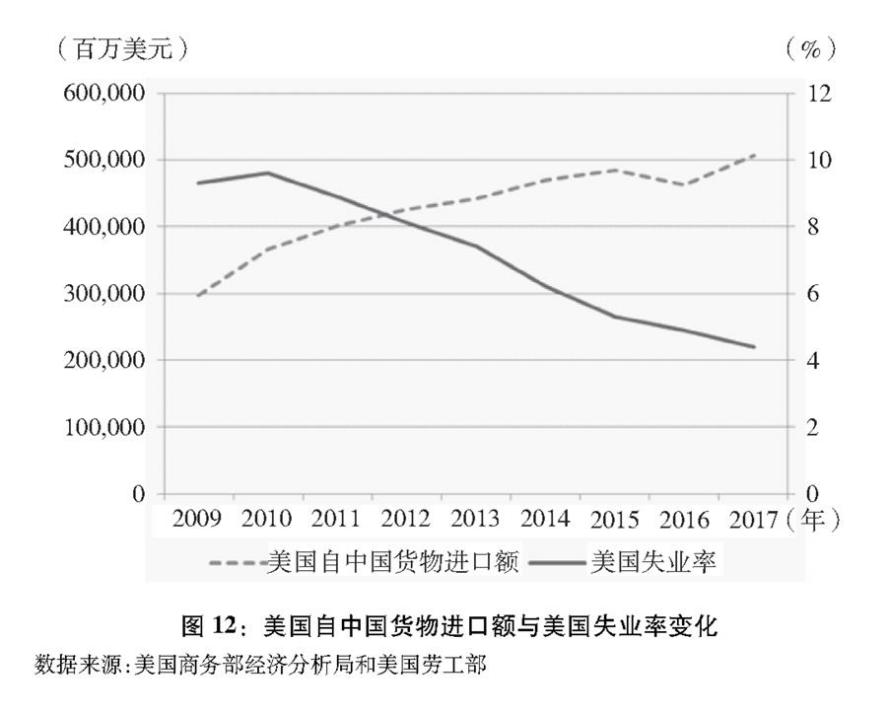 （百万美元） （%）
600,000 12
500,000 10
400,000 8
300,000 6
200,000 4
100,000 2
0 0
2009 2010 2011 2012 2013 2014 2015 2016 2017（年）
美国自中国货物进口额 美国失业率
图 12：美国自中国货物进口额与美国失业率变化
数据来源：美国商务部经济分析局和美国劳工部